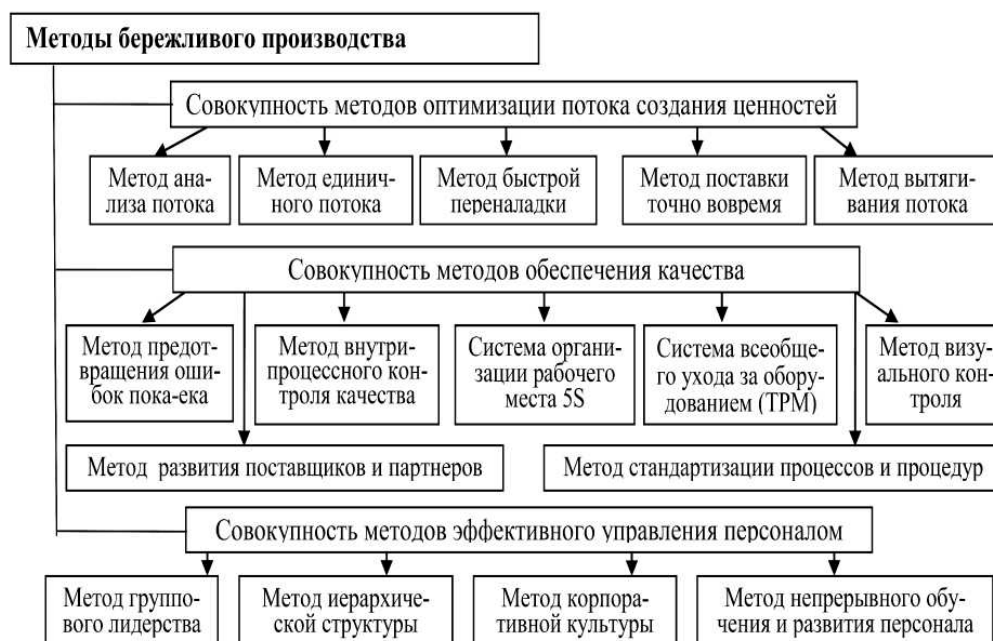 Методы бережливого производства
Совокупность методов оптимизации потока создания ценностей
Метод ана-
лиза потока
Метод единич-
ного потока
Метод быстрой
переналадки
Метод поставки
точно вовремя
Метод вытяги-
вания потока
Совокупность методов обеспечения качества
Метод предот-
вращения оши-
бок пока-ека
Метод внутри-
процессного кон-
троля качества
Система органи-
зации рабочего
места 5S
Система всеобще-
го ухода за обору-
дованием (TPM)
Метод визу-
ального кон-
троля
Метод развития поставщиков и партнеров
Метод стандартизации процессов и процедур
Совокупность методов эффективного управления персоналом
Метод группо-
вого лидерства
Метод иерархиче-
ской структуры
Метод корпора-
тивной культуры
Метод непрерывного обу-
чения и развития персонала